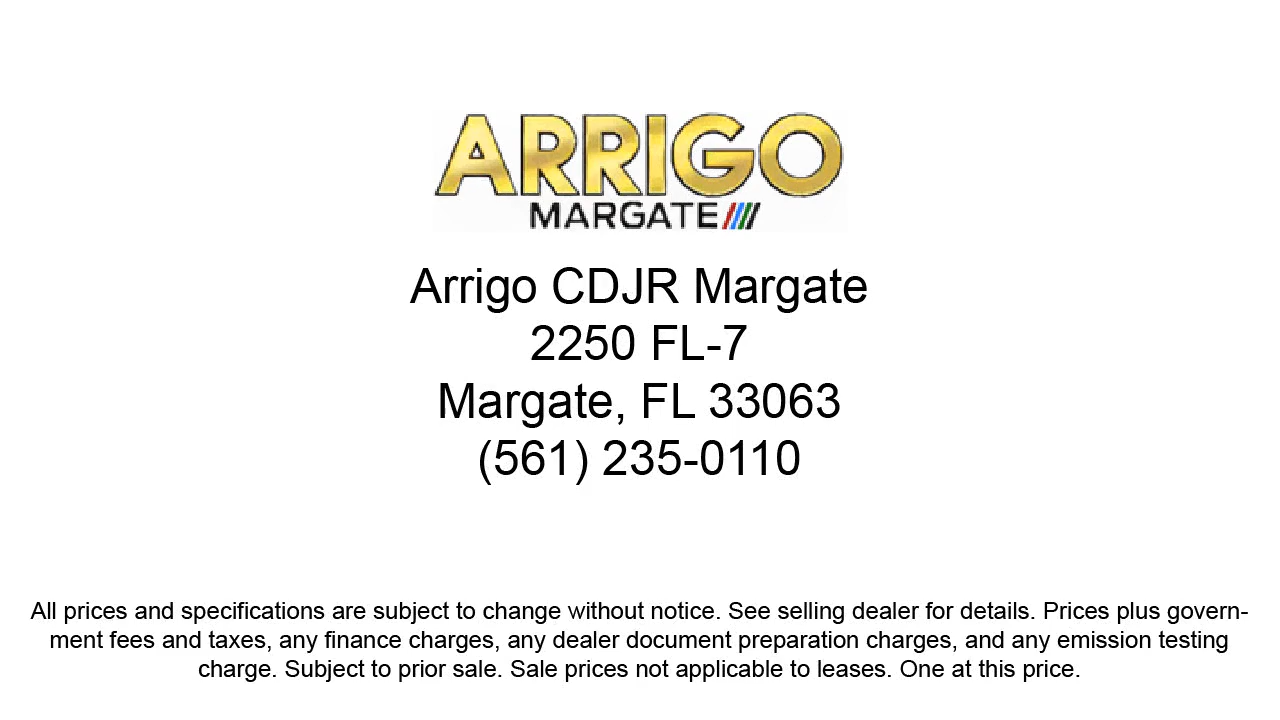 ARRIGO
MARGATE
Arrigo CDJR Margate
2250 FL-7
Margate, FL 33063
(561) 235-0110
All prices and specifications are subject to change without notice. See selling dealer for details. Prices plus govern-
ment fees and taxes, any finance charges, any dealer document preparation charges, and any emission testing
charge. Subject to prior sale. Sale prices not applicable to leases. One at this price.